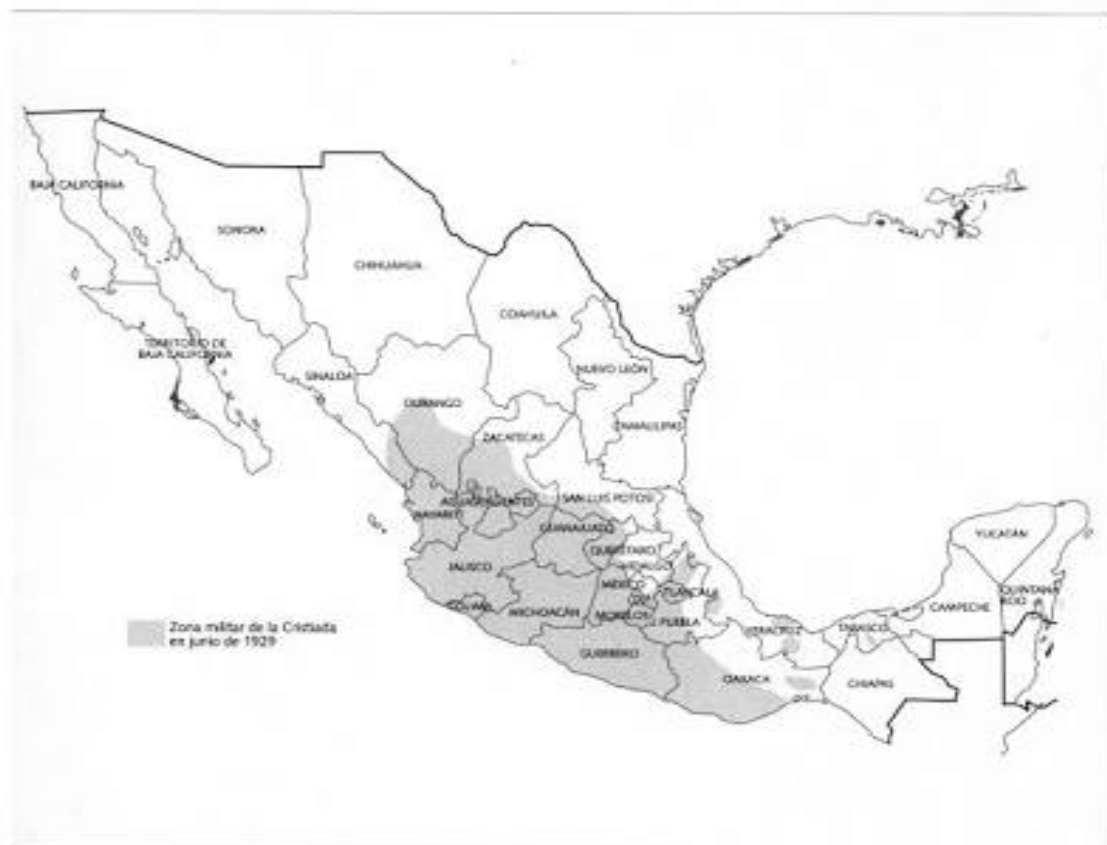 BAJA CALIFORNIA
SONORA
CHIHUAHUA
COAHUILA
TERRITORIO DE
BAJA CALIFORNIA
SINALOA
NUEVO LEÓN
DURANGO
TAMAULIPAS
ZACATECAS
SAN LUIS POTOSÍ
AGUASCALIENTES
NAYARIT
GUANAJUATO
YUCATÁN
QUERÉTARO
HIDALGO
JALISCO
MÉXICO
TLAXCALA
QUINTANA
ROO
COLIMA
MICHOACÁN
MORELOS
PUEBLA
CAMPECHE
VERACRUZ
TABASCO
GUERRERO
OAXACA
CHIAPAS
Zona militar de la Cristiada
en junio de 1929